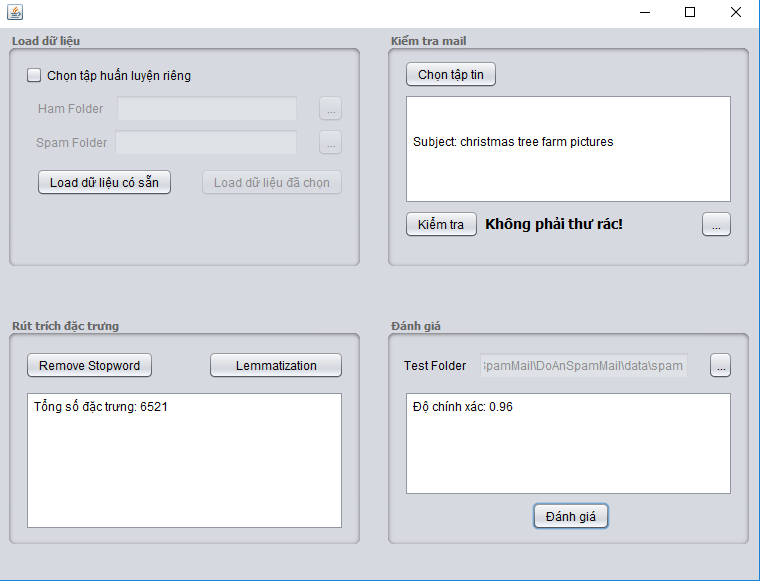 Load dữ liệu
Chọn tập huấn luyện riêng
Ham Folder
...
Spam Folder
...
Load dữ liệu có sẵn
Load dữ liệu đã chọn
Kiểm tra mail
Chọn tập tin
Subject: christmas tree farm pictures
Kiểm tra
Không phải thư rác!
...
Rút trích đặc trưng
Remove Stopword
Lemmatization
Tổng số đặc trưng: 6521
Đánh giá
Test Folder
SpamMail\DoAnSpamMail\data\spam
...
Độ chính xác: 0.96
Đánh giá